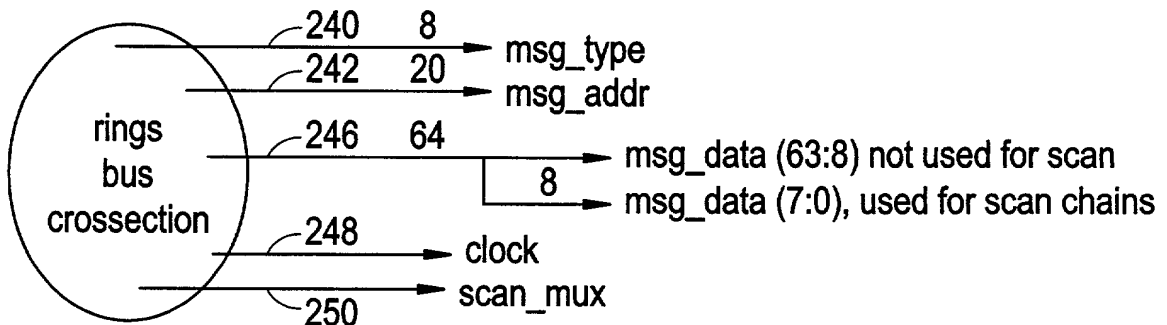 240 8 msg_type
242 20 msg_addr
rings
bus
crossection
246 64 msg_data (63:8) not used for scan
8 msg_data (7:0), used for scan chains
248 clock
250 scan_mux